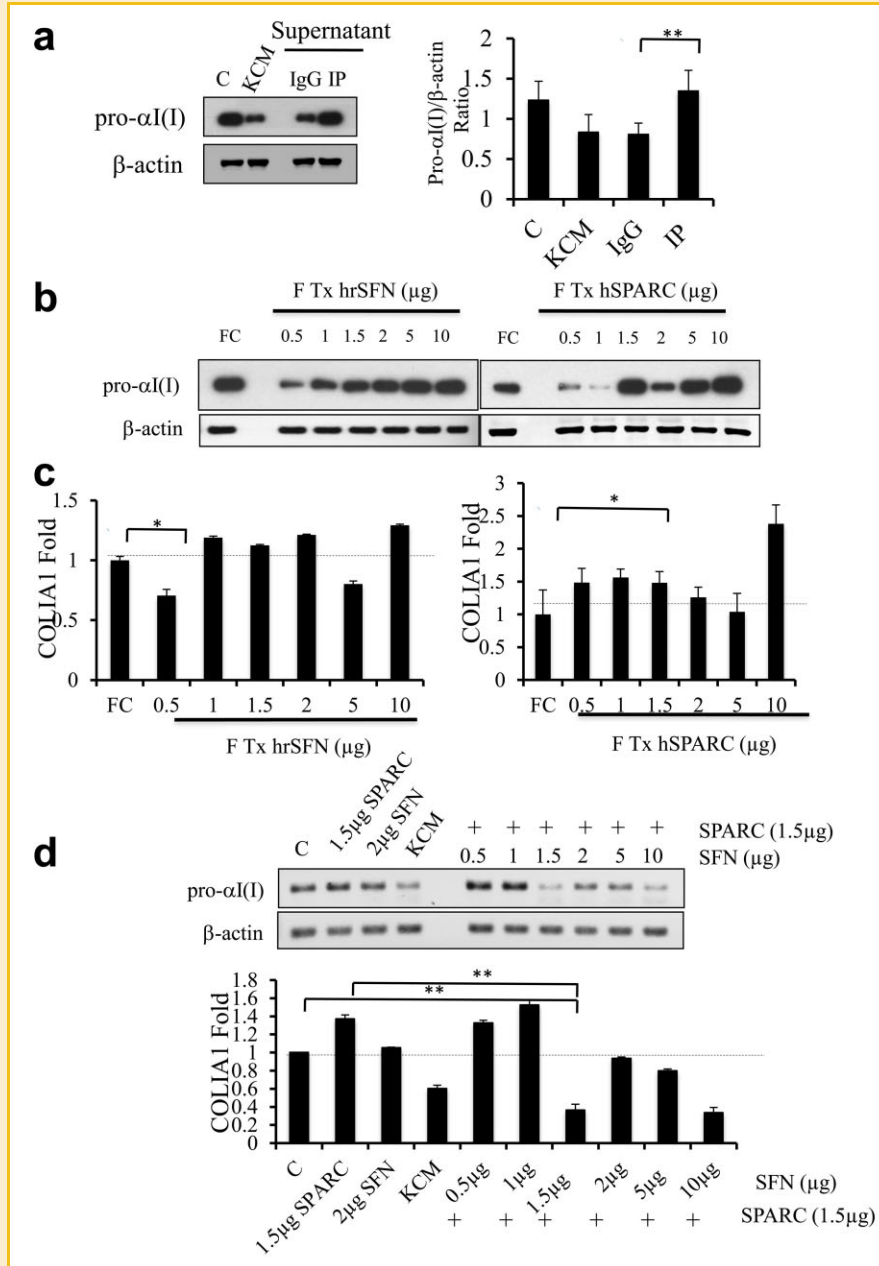 a
Supernatant
C KCM IgG IP
pro-αI(I)
β-actin
Pro-αI(I)/β-actin
Ratio
2
1.5
1
0.5
0
**
C KCM IgG IP
b
F Tx hrSFN (µg)
F Tx hSPARC (µg)
FC 0.5 1 1.5 2 5 10
FC 0.5 1 1.5 2 5 10
pro-αI(I)
β-actin
c
COLIA1 Fold
1.5
1
0.5
0
*
FC 0.5 1 1.5 2 5 10
F Tx hrSFN (µg)
COLIA1 Fold
3
2.5
2
1.5
1
0.5
0
*
FC 0.5 1 1.5 2 5 10
F Tx hSPARC (µg)
d
C 1.5µg SPARC 2µg SFN KCM
+ + + + + + SPARC (1.5µg)
0.5 1 1.5 2 5 10 SFN (µg)
pro-αI(I)
β-actin
COLIA1 Fold
1.8
1.6
1.4
1.2
1
0.8
0.6
0.4
0.2
0
**
**
C 1.5µg SPARC 2µg SFN KCM 0.5µg 1µg 1.5µg 2µg 5µg 10µg SFN (µg)
+ + + + + + SPARC (1.5µg)